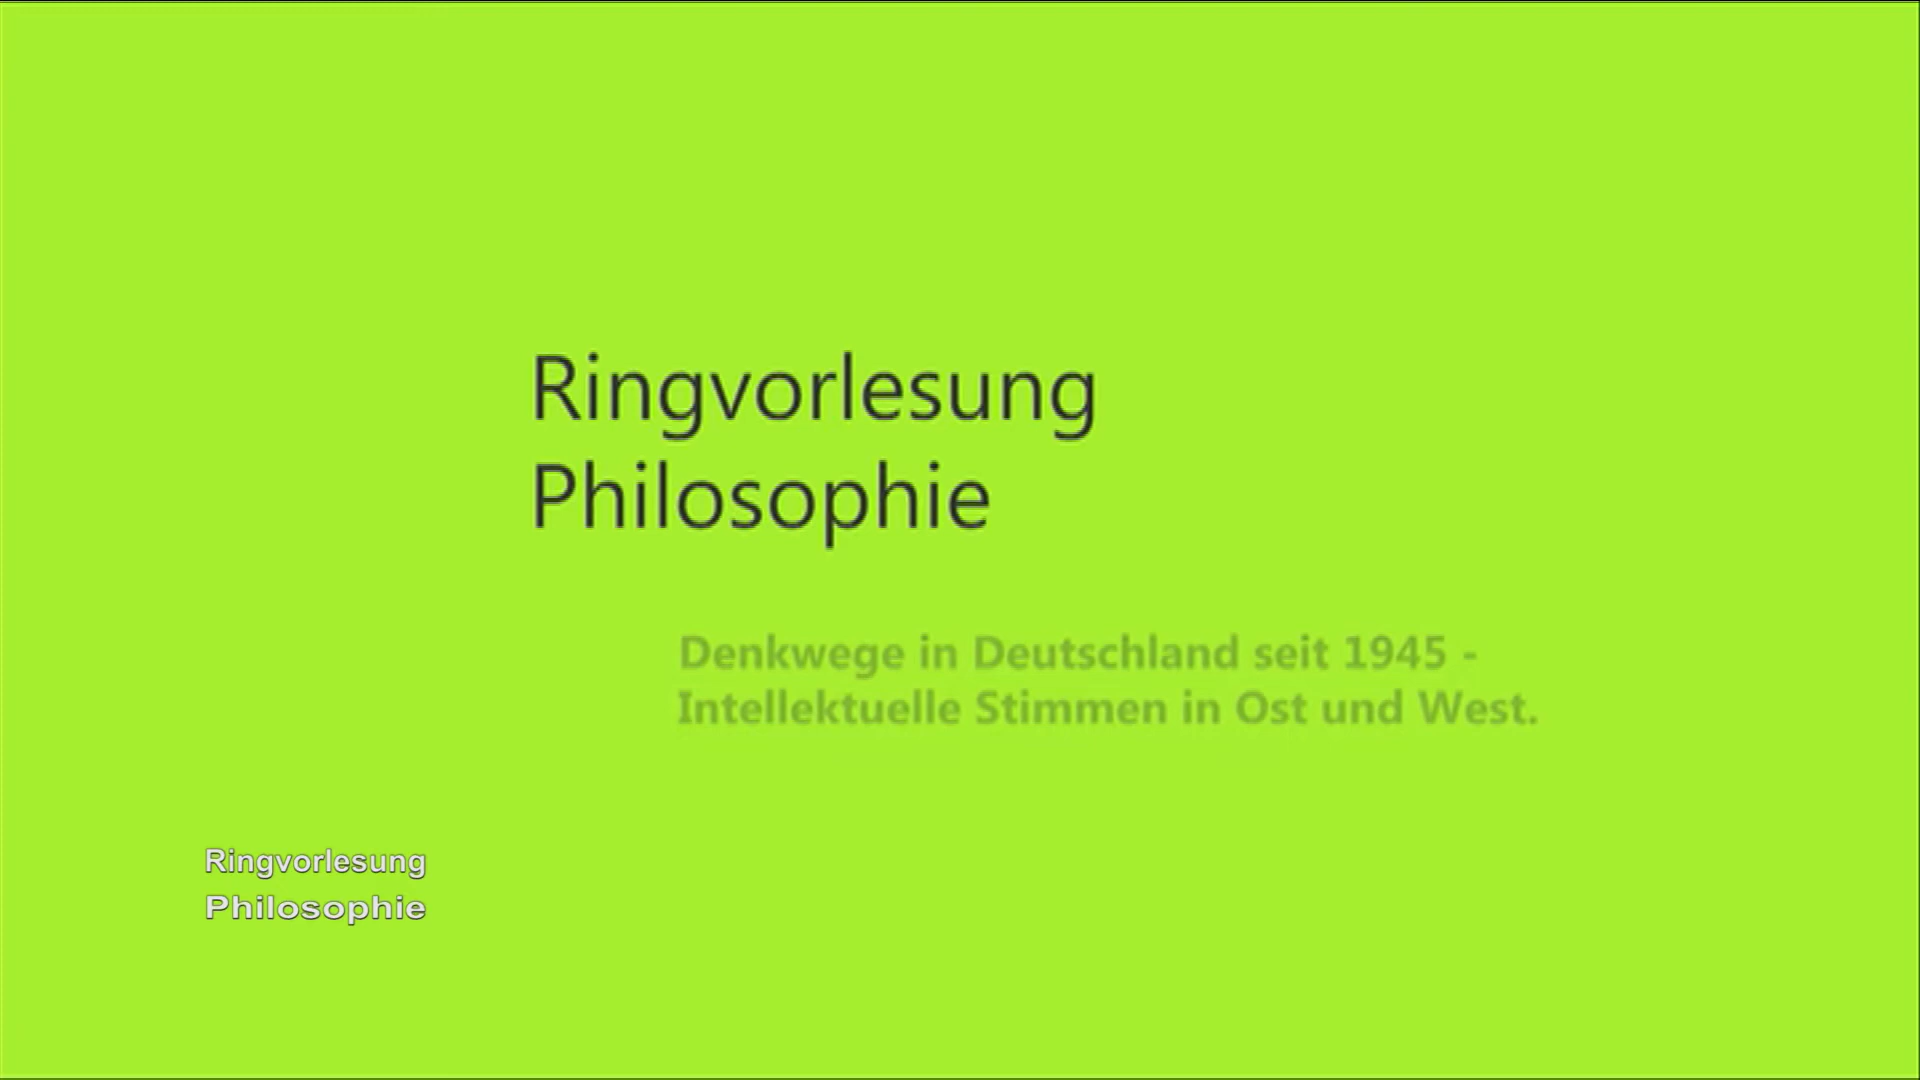 Ringvorlesung
Philosophie
Denkwege in Deutschland seit 1945 -
Intellektuelle Stimmen in Ost und West.
Ringvorlesung
Philosophie